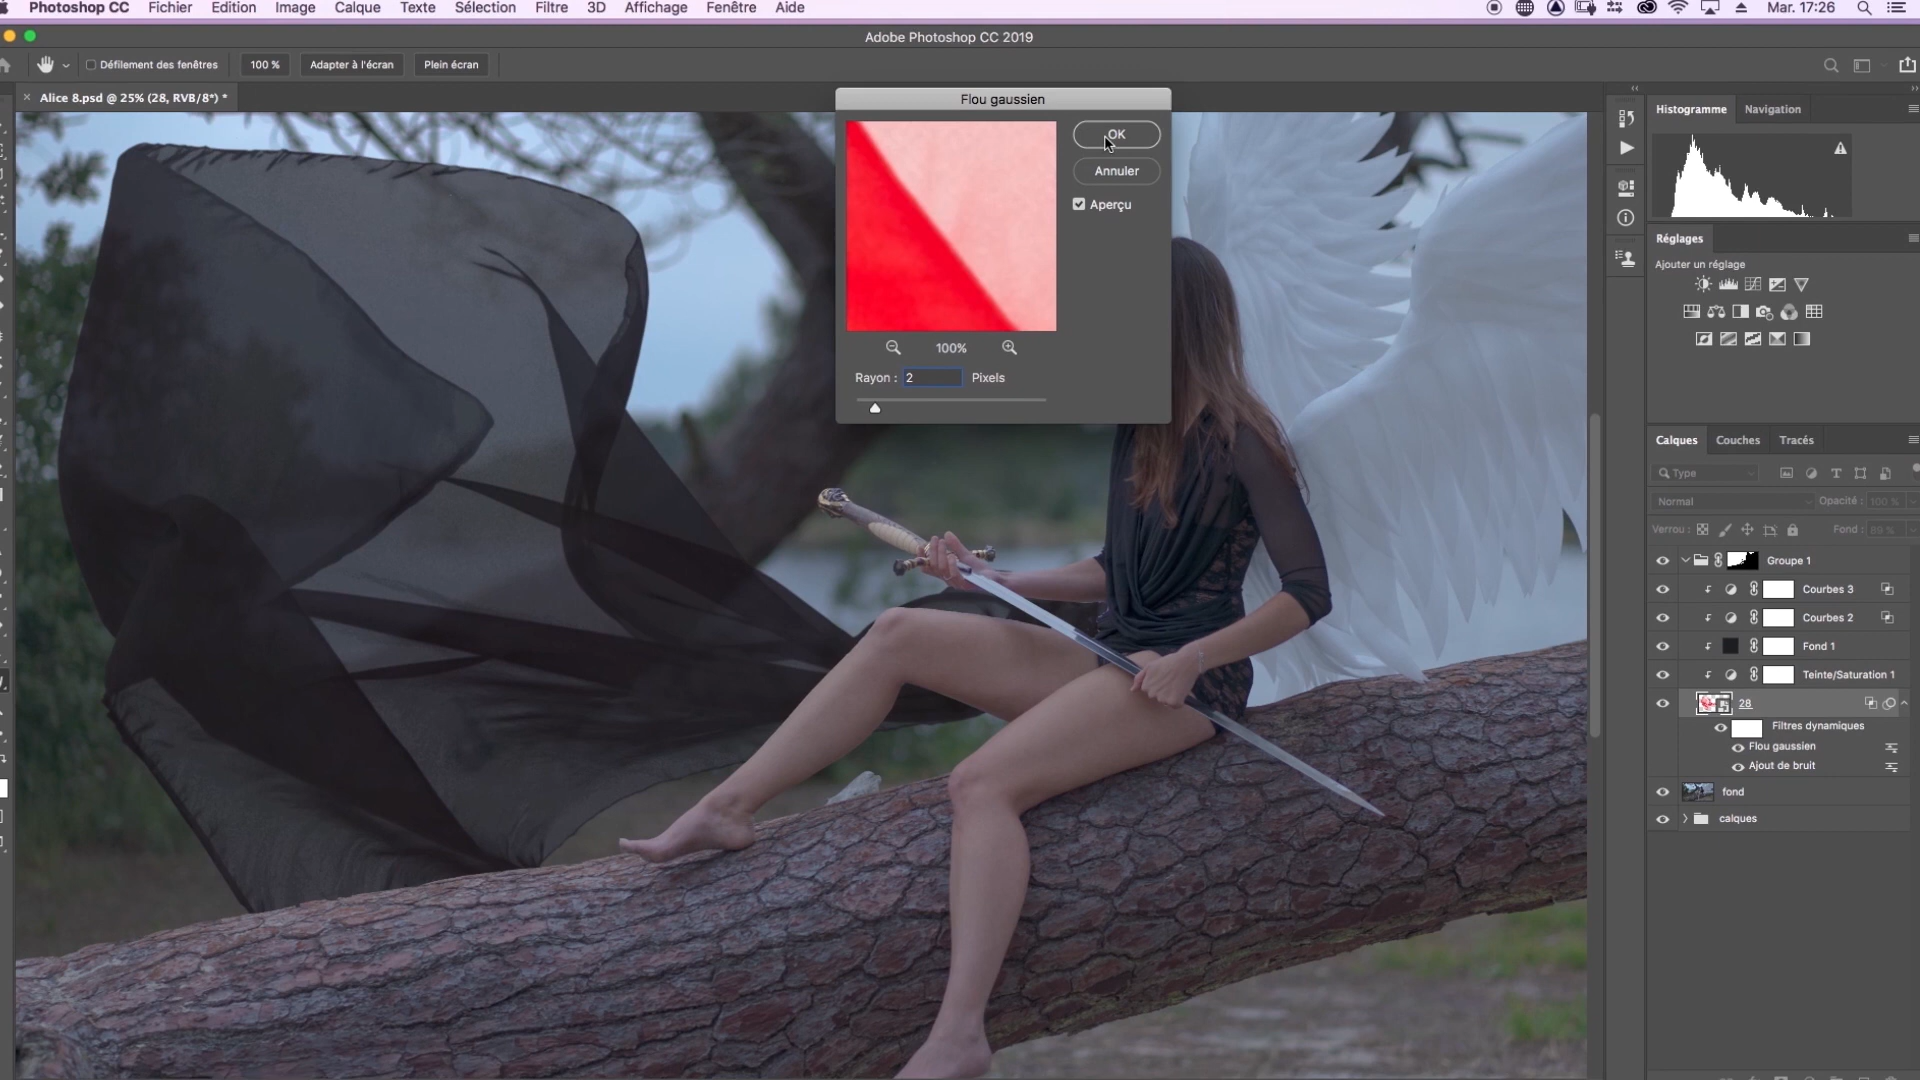 Photoshop CC Fichier Edition Image Calque Texte Sélection Filtre 3D Affichage Fenêtre Aide Mar. 17:26
Adobe Photoshop CC 2019
Défilement des fenêtres 100 % Adapter à l'écran Plein écran
Alice 8.psd @ 25% (28, RVB/8*) *
Flou gaussien
OK
Annuler
Aperçu
100%
Rayon : 2 Pixels
Histogramme Navigation
Réglages
Ajouter un réglage
Calques Couches Tracés
Type
Normal Opacité : 100 %
Verrou : Fond : 89 %
Groupe 1
Courbes 3
Courbes 2
Fond 1
Teinte/Saturation 1
28
Filtres dynamiques
Flou gaussien
Ajout de bruit
fond
calques